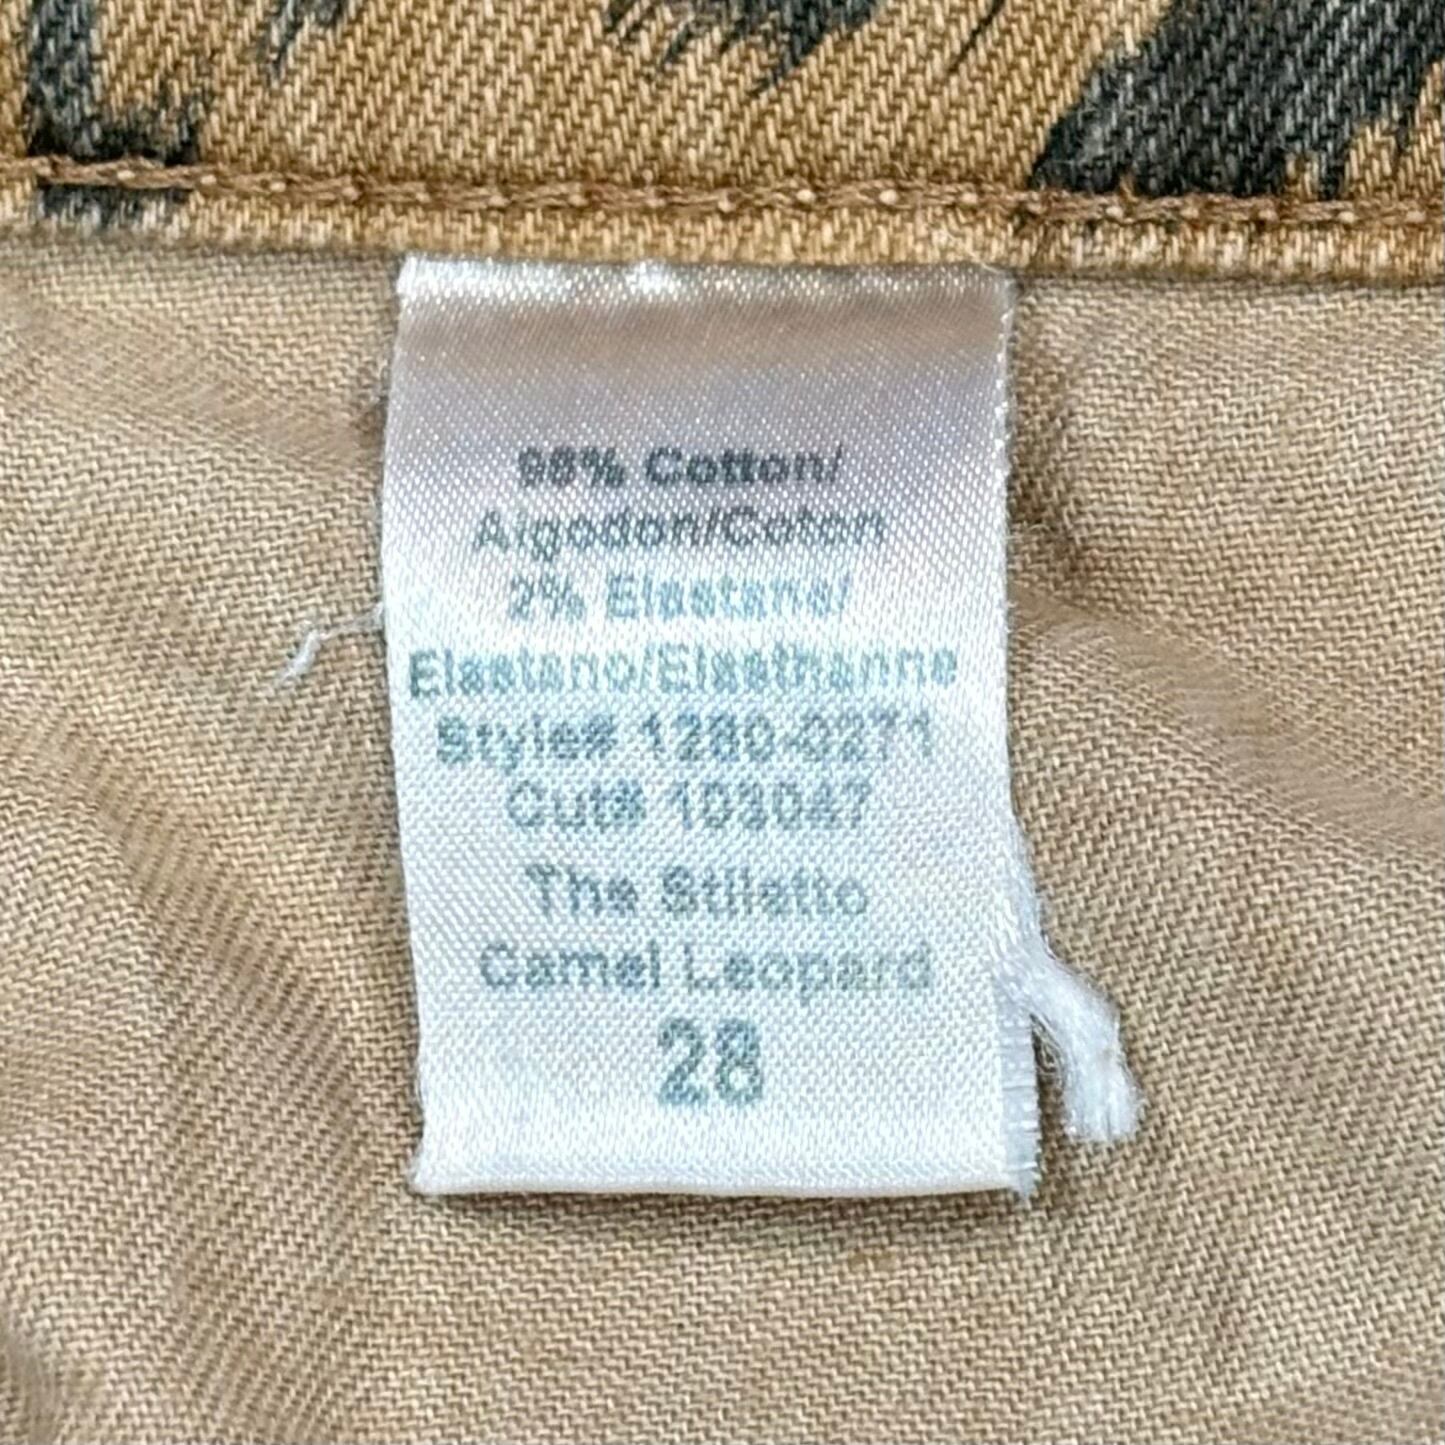 98% Cotton/
Algodon/Coton
2% Elastane/
Elastano/Elasthanne
Style# 1280-0271
Cut# 103047
The Stiletto
Camel Leopard
28